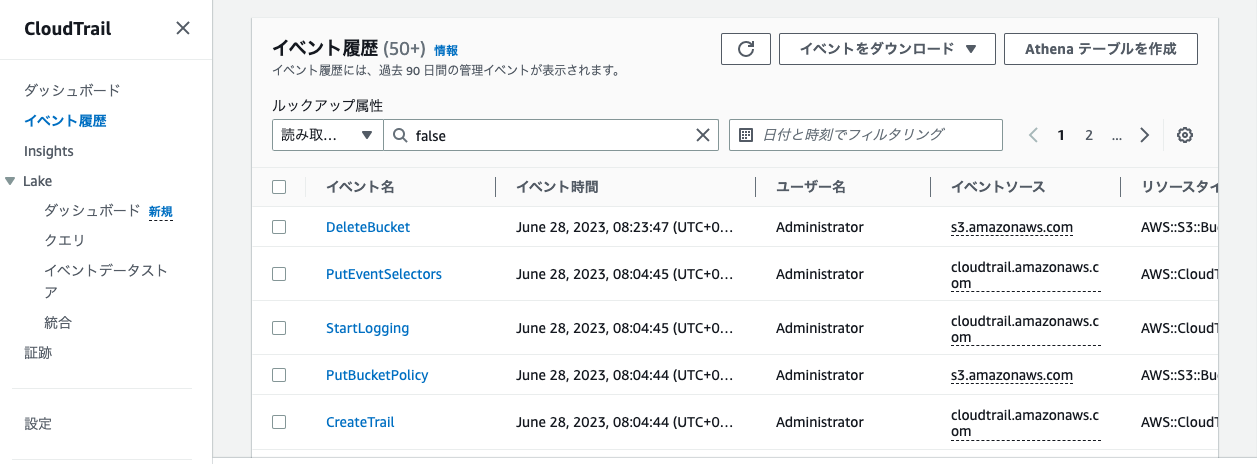 CloudTrail
ダッシュボード
イベント履歴
Insights
Lake
ダッシュボード 新規
クエリ
イベントデータスト
ア
統合
証跡
設定
イベント履歴 (50+) 情報
イベント履歴には、過去 90 日間の管理イベントが表示されます。
イベントをダウンロード
Athena テーブルを作成
ルックアップ属性
読み取... false 日付と時刻でフィルタリング 1 2 ...
イベント名 イベント時間 ユーザー名 イベントソース リソースタイ
DeleteBucket June 28, 2023, 08:23:47 (UTC+0... Administrator s3.amazonaws.com AWS::S3::Bu
PutEventSelectors June 28, 2023, 08:04:45 (UTC+0... Administrator cloudtrail.amazonaws.c AWS::CloudT
om
StartLogging June 28, 2023, 08:04:45 (UTC+0... Administrator cloudtrail.amazonaws.c AWS::CloudT
om
PutBucketPolicy June 28, 2023, 08:04:44 (UTC+0... Administrator s3.amazonaws.com AWS::S3::Bu
CreateTrail June 28, 2023, 08:04:44 (UTC+0... Administrator cloudtrail.amazonaws.c AWS::CloudT
om